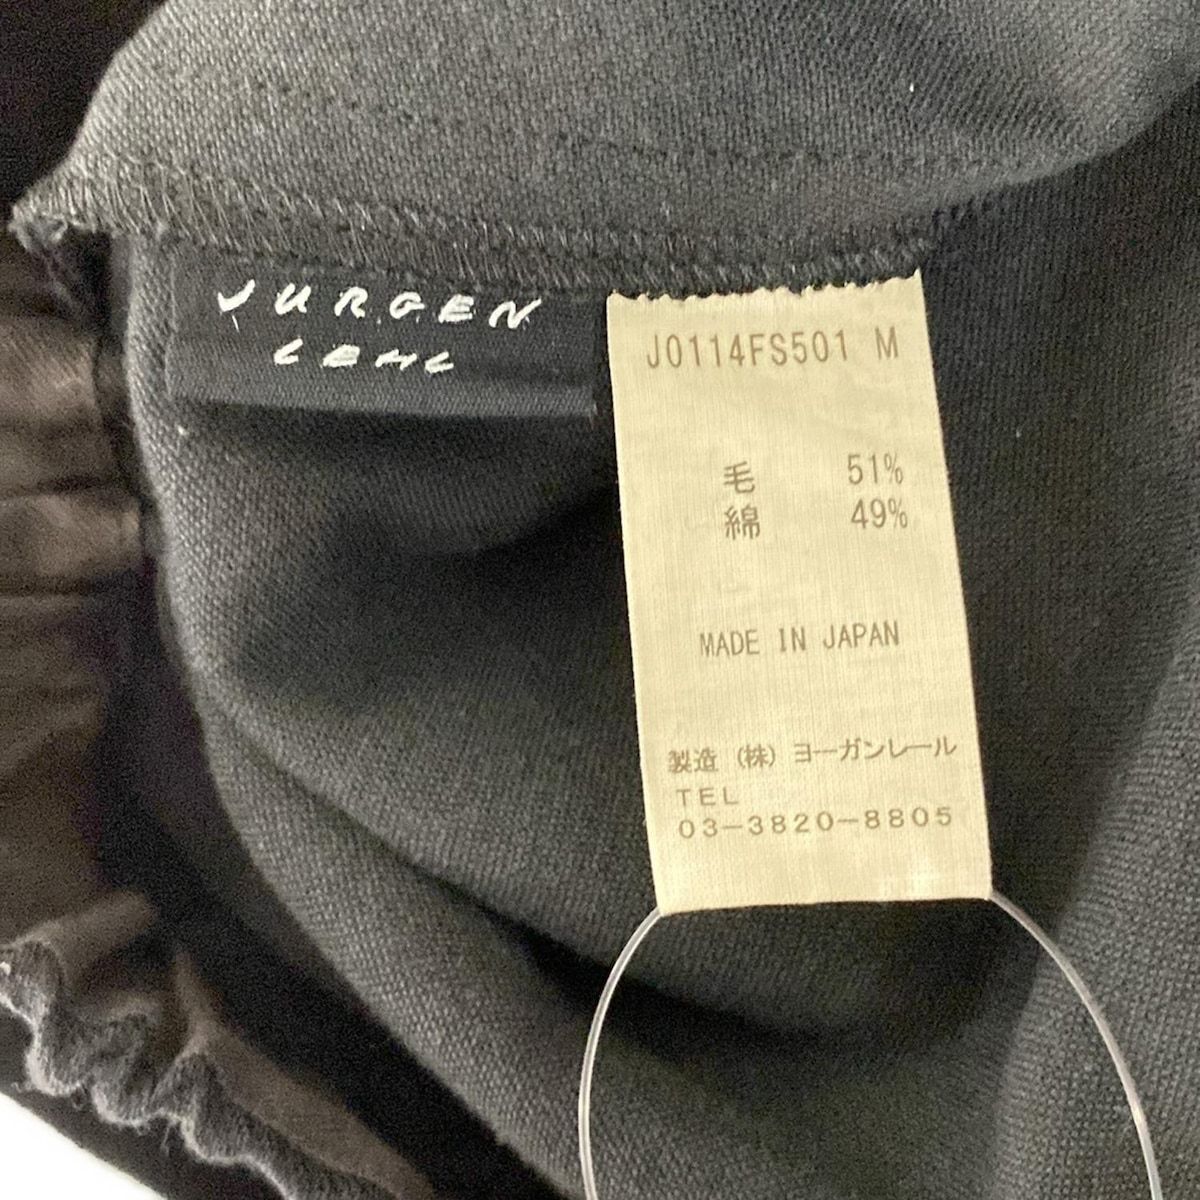 JURGEN
LEHL
J0114FS501 M
毛 51%
綿 49%
MADE IN JAPAN
製造 (株) ヨーガンレール
TEL
03-3820-8805